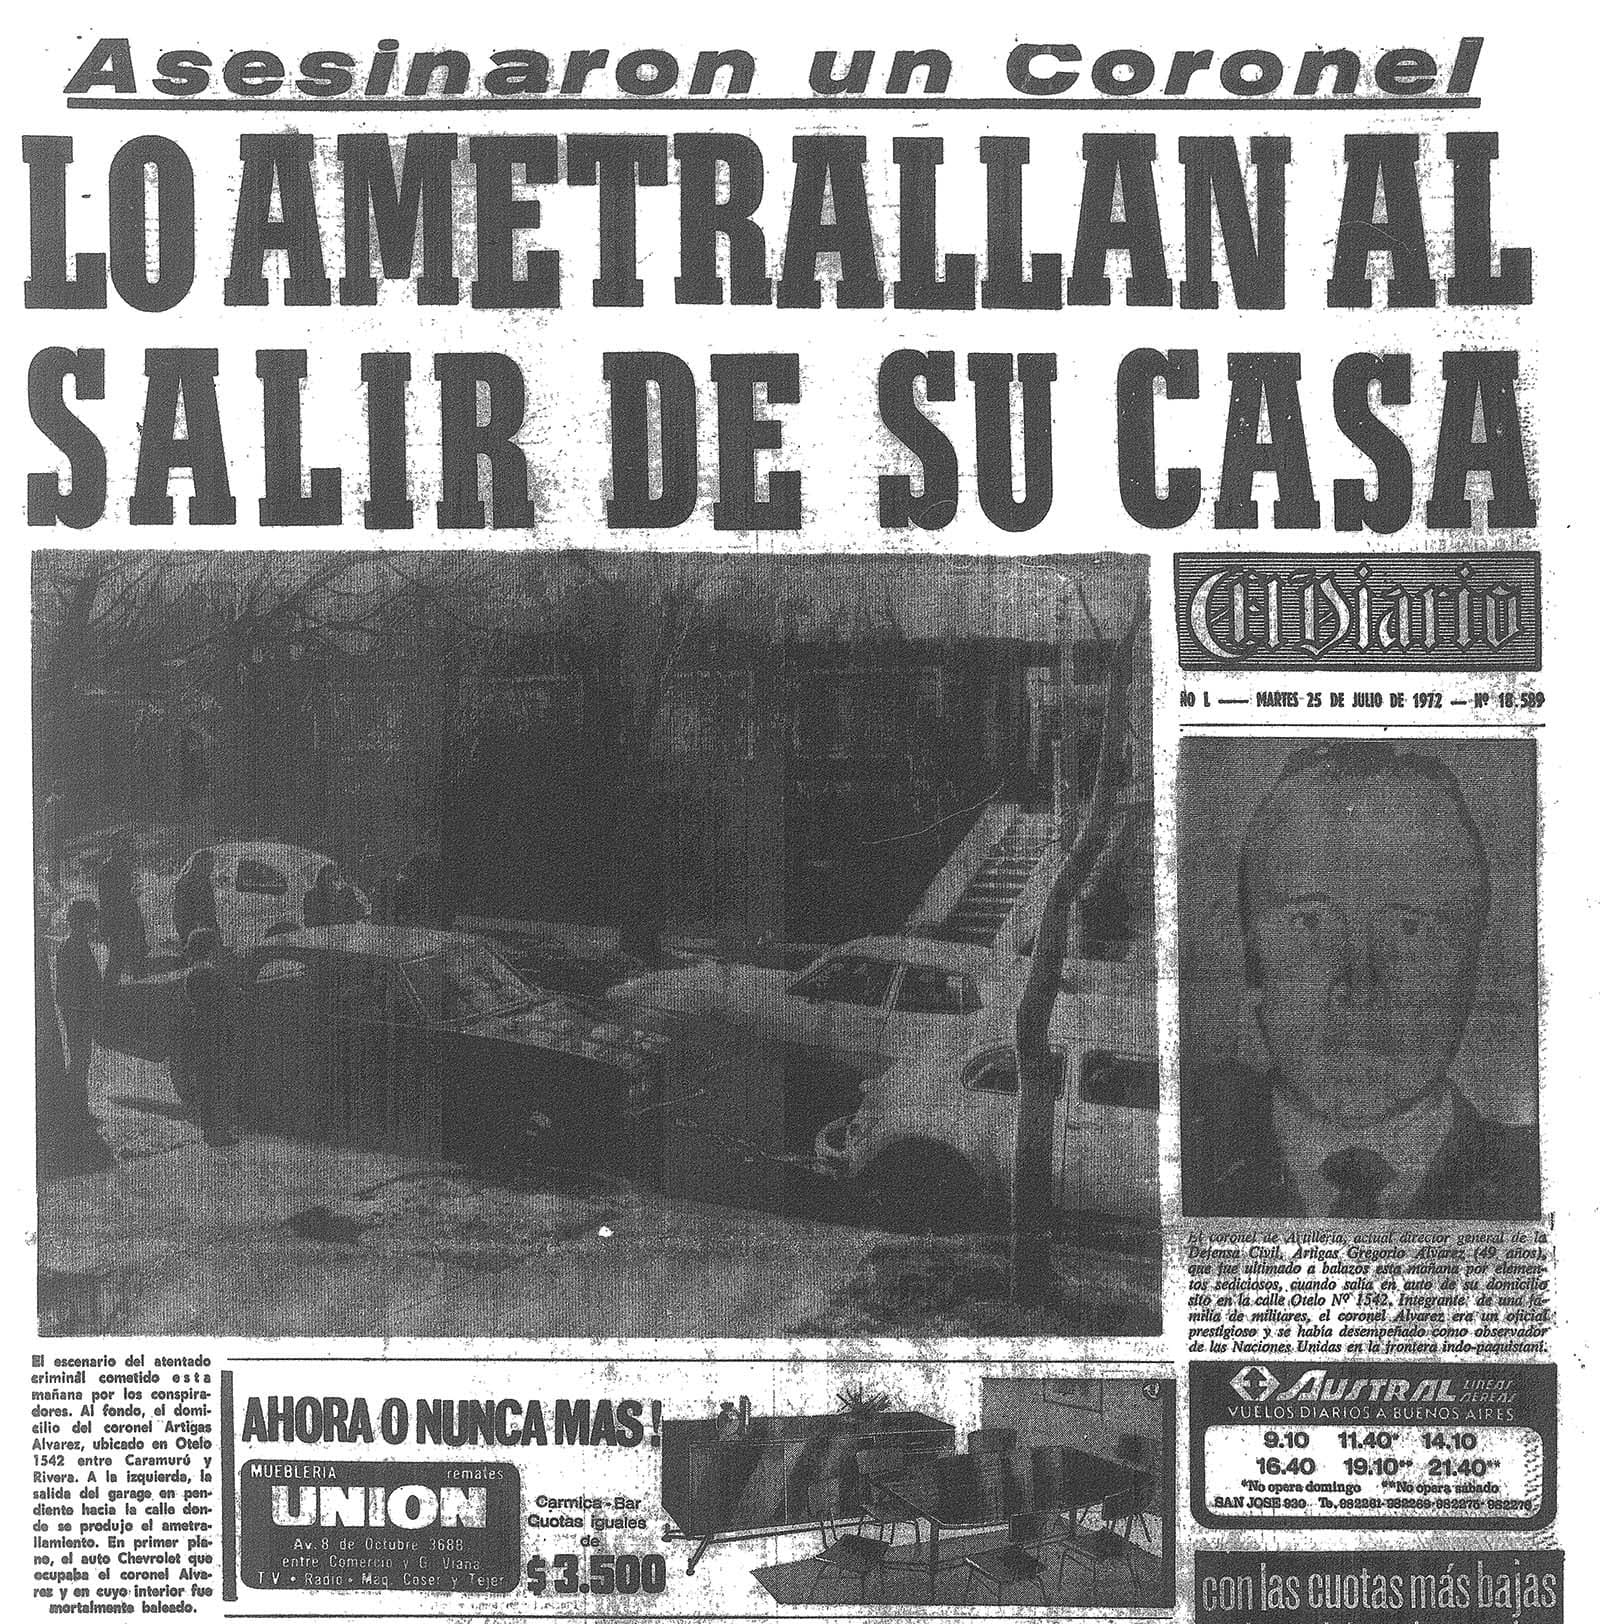 Asesinaron un Coronel
LO AMETRALLAN AL
SALIR DE SU CASA
El Diario
ÑO L — MARTES 25 DE JULIO DE 1972 — Nº 18.589
El coronel de Artillería, actual director general de la
Defensa Civil, Artigas Gregorio Alvarez (49 años),
que fue ultimado a balazos esta mañana por elemen-
tos sediciosos, cuando salía en auto de su domicilio
sito en la calle Otelo Nº 1542. Integrante de una fa-
milia de militares, el coronel Alvarez era un oficial
prestigioso y se había desempeñado como observador
de las Naciones Unidas en la frontera indo-paquistaní.
El escenario del atentado
criminal cometido esta
mañana por los conspira-
dores. Al fondo, el domi-
cilio del coronel Artigas
Alvarez, ubicado en Otelo
1542 entre Caramurú y
Rivera. A la izquierda, la
salida del garage en pen-
diente hacia la calle don-
de se produjo el ametra-
llamiento. En primer pla-
no, el auto Chevrolet que
ocupaba el coronel Alva-
rez y en cuyo interior fue
mortalmente baleado.
AHORA O NUNCA MAS!
MUEBLERIA remates
UNION
Av. 8 de Octubre 3688
entre Comercio y G. Viana
TV • Radio • Maq. Coser y Tejer
Carmica-Bar
Cuotas iguales
de
$3.500
AUSTRAL LINEAS AEREAS
VUELOS DIARIOS A BUENOS AIRES
9.10 11.40* 14.10
16.40 19.10** 21.40**
*No opera domingo **No opera sábado
SAN JOSE 930 Te. 982261-982269-982275-982276
con las cuotas más bajas